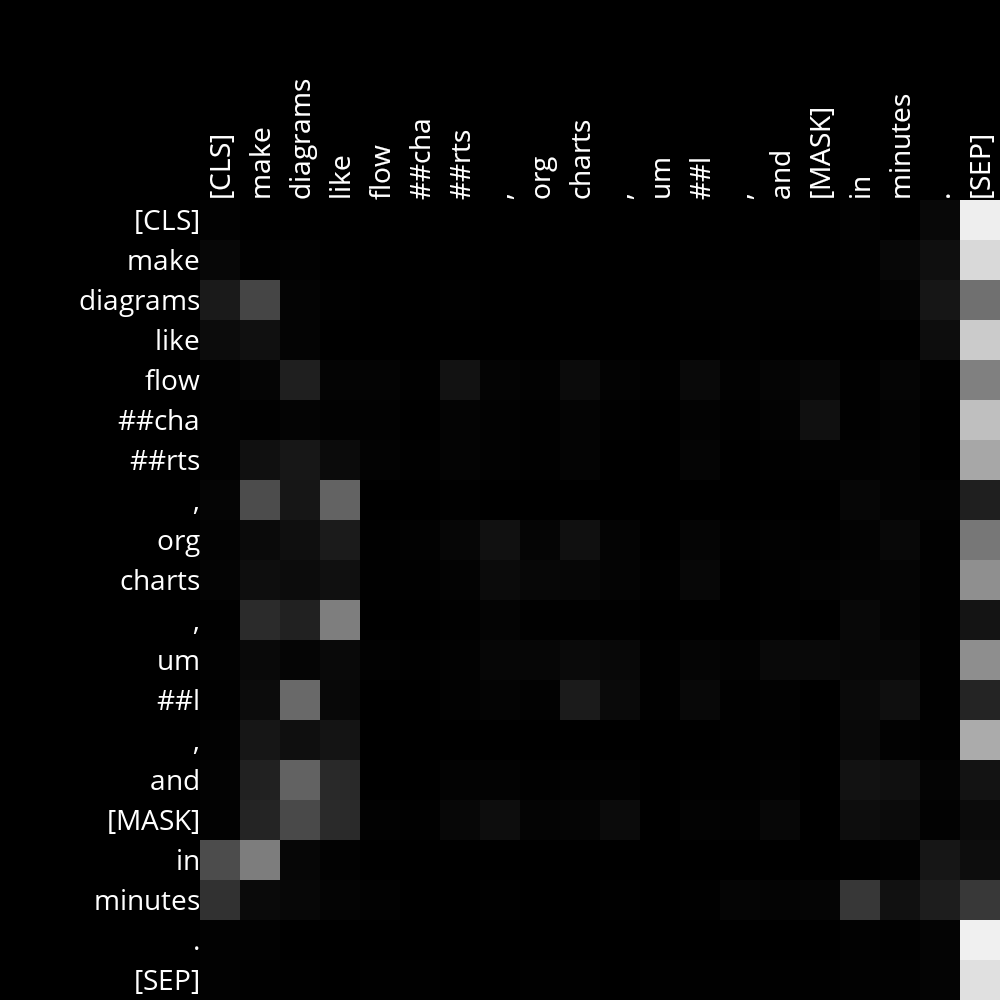 [CLS] make diagrams like flow ##cha ##rts , org charts , um ##l , and [MASK] in minutes . [SEP]
[CLS]
make
diagrams
like
flow
##cha
##rts
,
org
charts
,
um
##l
,
and
[MASK]
in
minutes
.
[SEP]